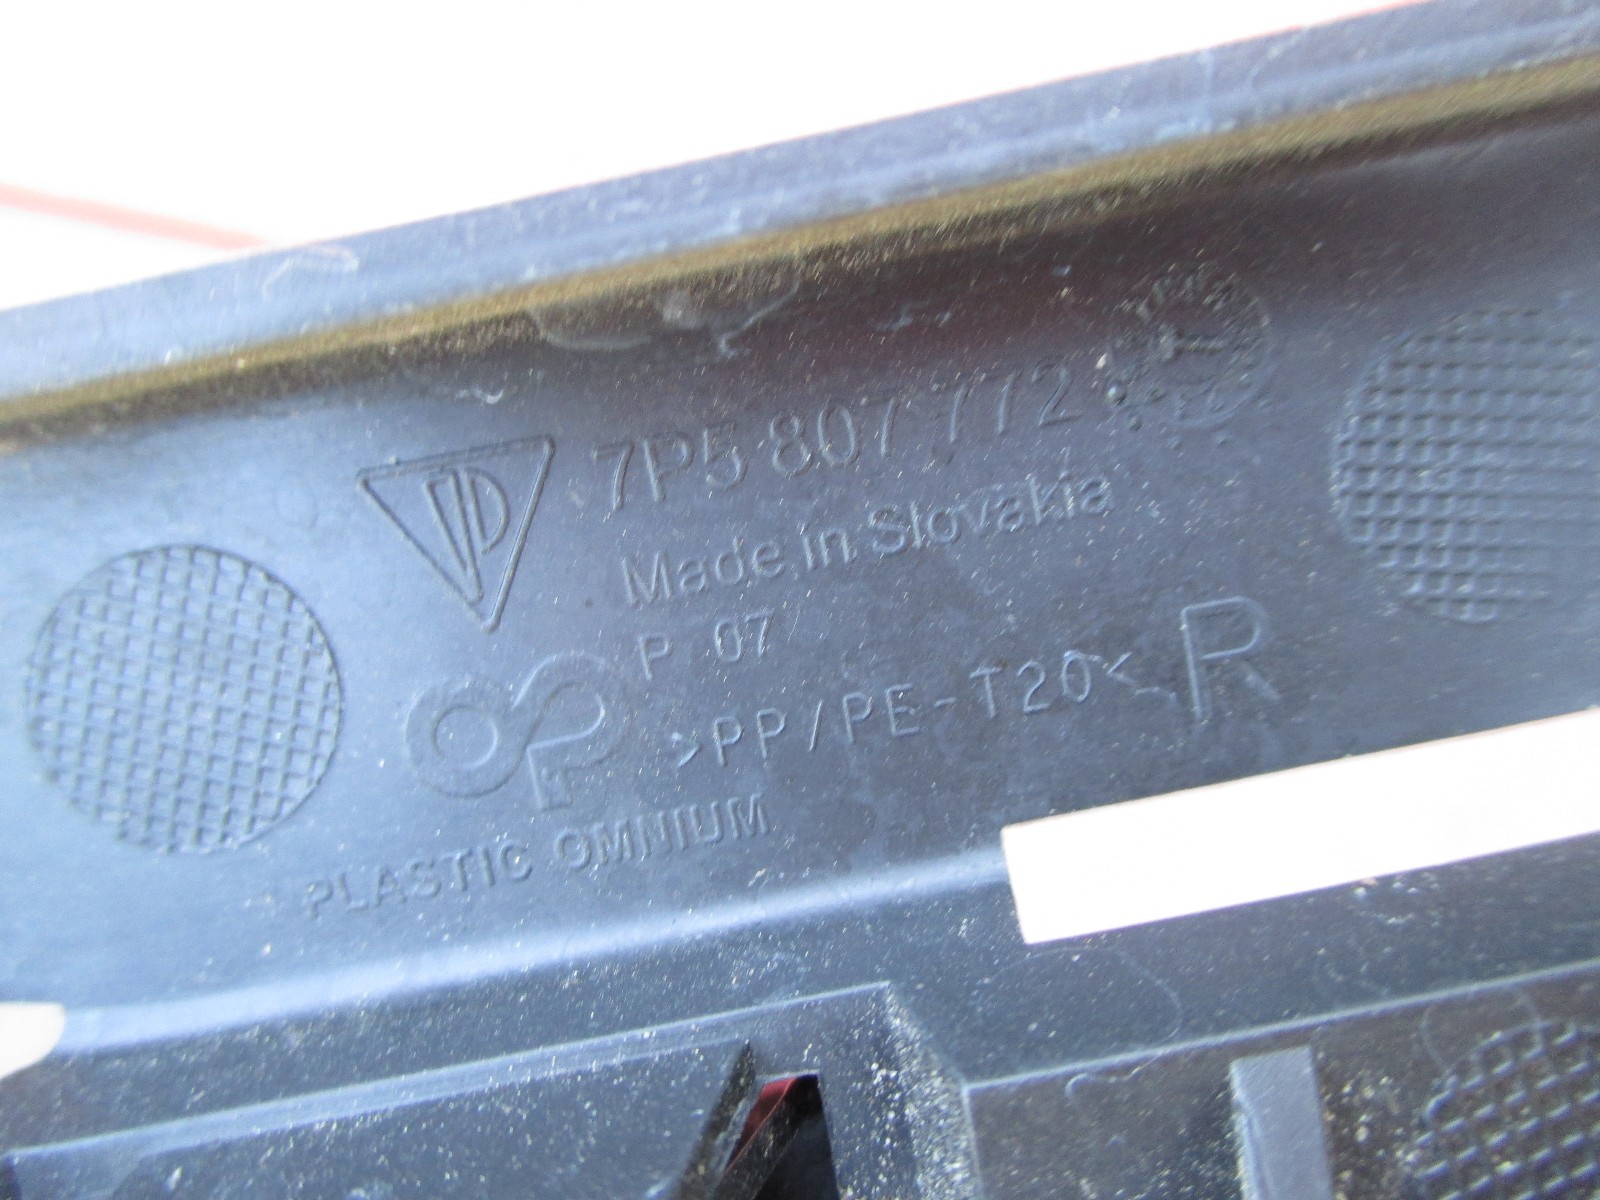 7P5 807 772
Made in Slovakia
P 07
>PP/PE-T20<
R
PLASTIC OMNIUM